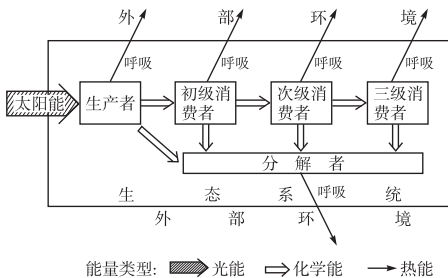 外 部 环 境
呼吸 呼吸 呼吸 呼吸
太阳能 生产者 初级消费者 次级消费者 三级消费者
分解者
呼吸
生 态 系 统
外 部 环 境
能量类型: 光能 化学能 热能